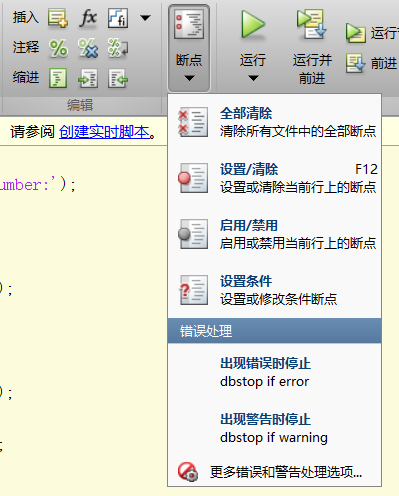 插入 fx fi
注释 %
缩进
编辑
断点
运行
运行并
前进
运行
前进
请参阅 创建实时脚本。
umber:');
);
);
;
全部清除
清除所有文件中的全部断点
设置/清除 F12
设置或清除当前行上的断点
启用/禁用
启用或禁用当前行上的断点
设置条件
设置或修改条件断点
错误处理
出现错误时停止
dbstop if error
出现警告时停止
dbstop if warning
更多错误和警告处理选项...